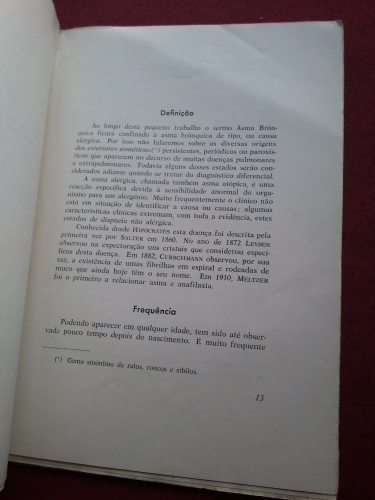 Definição
Ao longo deste pequeno trabalho o termo Asma Brôn-
quica ficará confinado a asma brônquica de tipo, ou causa
alérgica. Por isso não falaremos sobre as diversas origens
dos estertores asmáticos (¹) persistentes, periódicos ou paroxís-
ticos que aparecem no decurso de muitas doenças pulmonares
e extrapulmonares. Todavia alguns desses estados serão con-
siderados adiante quando se tratar do diagnóstico diferencial.
A asma alérgica, chamada também asma atópica, é uma
reacção específica devida a sensibilidade anormal do orga-
nismo para um alergénio. Muito frequentemente o clínico não
está em situação de identificar a causa ou causas; algumas
características clínicas extremam, com toda a evidência, estes
estados de dispneia não alérgica.
Conhecida desde HIPÓCRATES esta doença foi descrita pela
primeira vez por SALTER em 1860. No ano de 1872 LEYDEN
observou na expectoração uns cristais que considerou especí-
ficos desta doença. Em 1882, CURSCHMANN observou, por sua
vez, a existência de umas fibrilhas em espiral e rodeadas de
muco que ainda hoje têm o seu nome. Em 1910, MELTZER
foi o primeiro a relacionar asma e anafilaxia.
Frequência
Podendo aparecer em qualquer idade, tem sido até obser-
vada pouco tempo depois do nascimento. É muito frequente
(¹) Como sinónimo de ralos, roncos e sibilos.
13